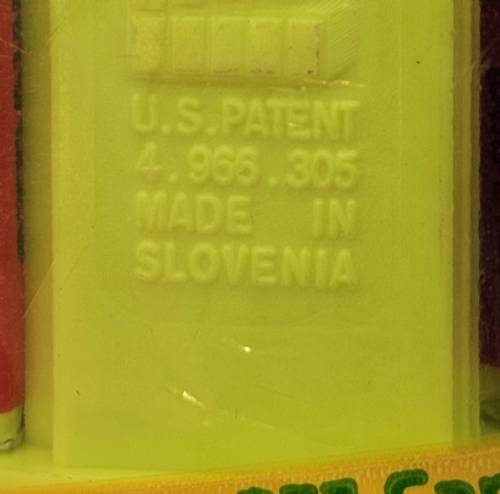 U.S.PATENT
4.966.305
MADE IN
SLOVENIA